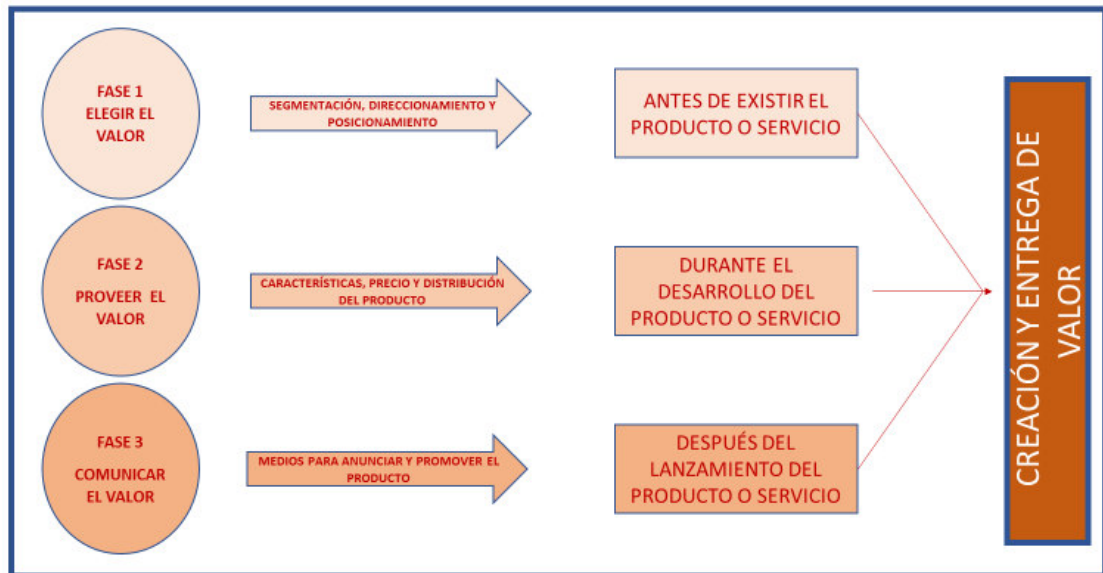 FASE 1
ELEGIR EL
VALOR
SEGMENTACIÓN, DIRECCIONAMIENTO Y
POSICIONAMIENTO
ANTES DE EXISTIR EL
PRODUCTO O SERVICIO
FASE 2
PROVEER EL
VALOR
CARACTERÍSTICAS, PRECIO Y DISTRIBUCIÓN
DEL PRODUCTO
DURANTE EL
DESARROLLO DEL
PRODUCTO O SERVICIO
FASE 3
COMUNICAR
EL VALOR
MEDIOS PARA ANUNCIAR Y PROMOVER EL
PRODUCTO
DESPUÉS DEL
LANZAMIENTO DEL
PRODUCTO O SERVICIO
CREACIÓN Y ENTREGA DE
VALOR